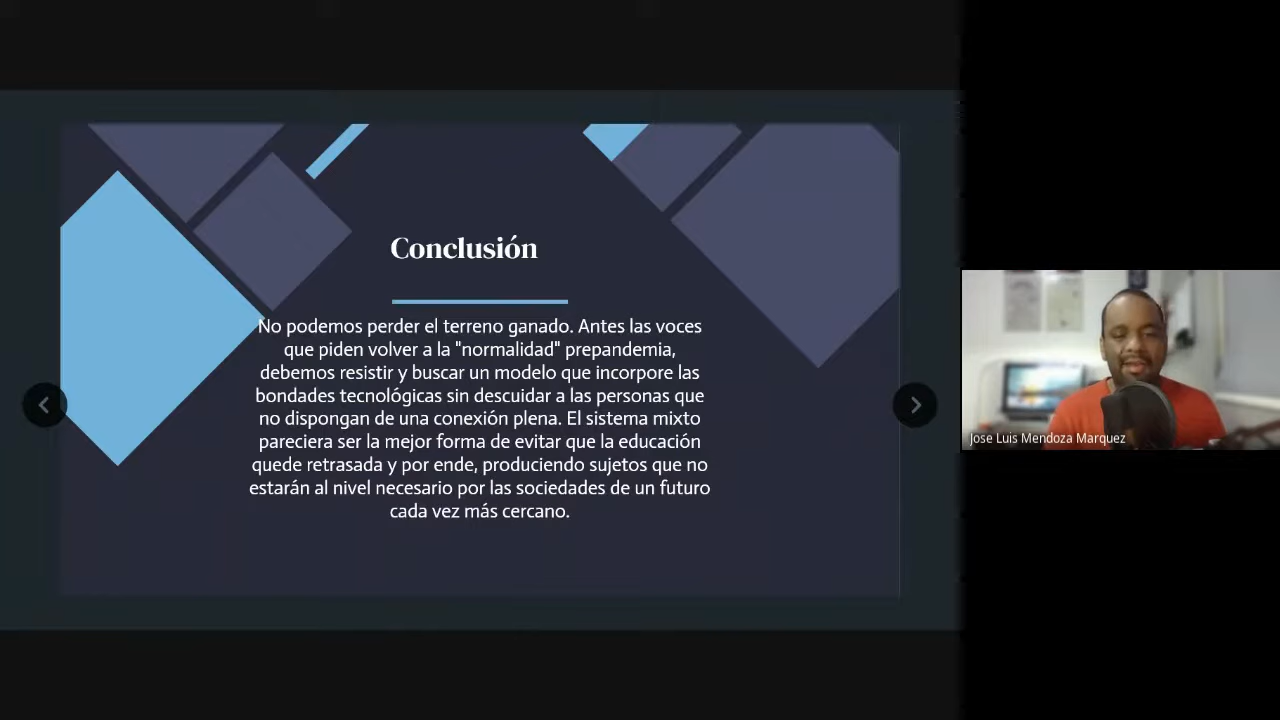 Conclusión
No podemos perder el terreno ganado. Antes las voces
que piden volver a la "normalidad" prepandemia,
debemos resistir y buscar un modelo que incorpore las
bondades tecnológicas sin descuidar a las personas que
no dispongan de una conexión plena. El sistema mixto
pareciera ser la mejor forma de evitar que la educación
quede retrasada y por ende, produciendo sujetos que no
estarán al nivel necesario por las sociedades de un futuro
cada vez más cercano.
Jose Luis Mendoza Marquez